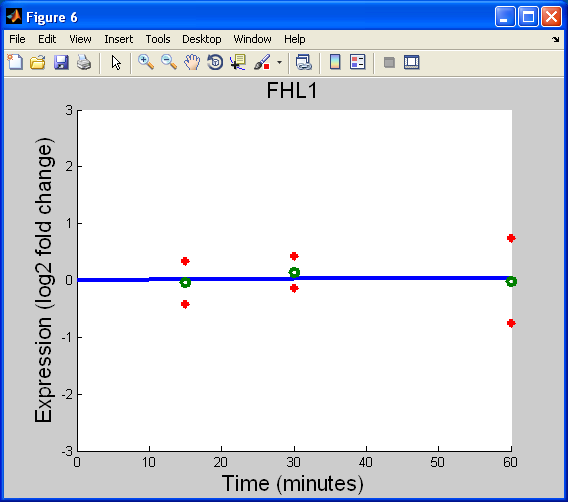 Figure 6
File Edit View Insert Tools Desktop Window Help
FHL1
Expression (log2 fold change)
3
2
1
0
-1
-2
-3
0 10 20 30 40 50 60
Time (minutes)